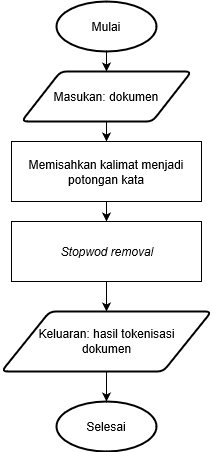 Mulai
Masukan: dokumen
Memisahkan kalimat menjadi
potongan kata
Stopwod removal
Keluaran: hasil tokenisasi
dokumen
Selesai